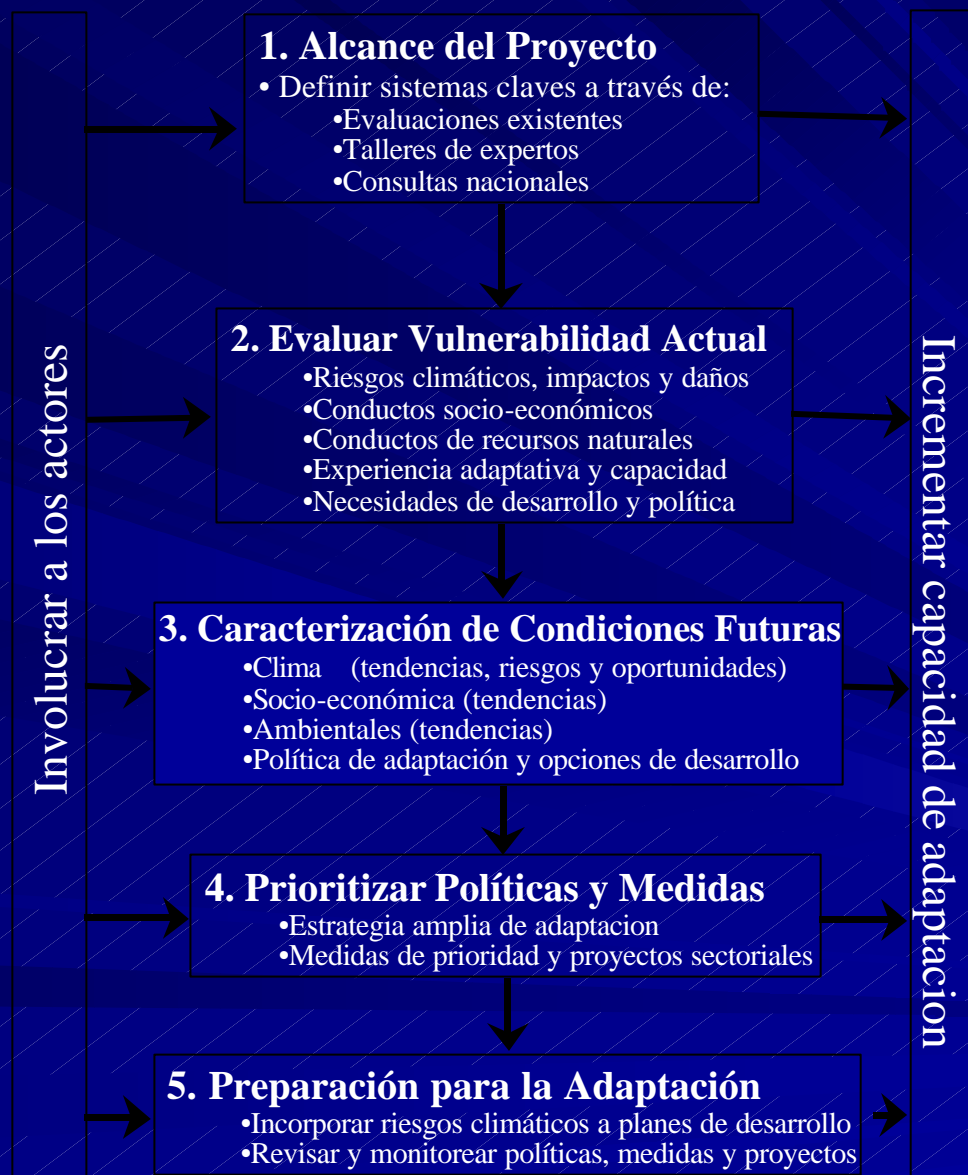 Involucrar a los actores
1. Alcance del Proyecto
• Definir sistemas claves a través de:
•Evaluaciones existentes
•Talleres de expertos
•Consultas nacionales
2. Evaluar Vulnerabilidad Actual
•Riesgos climáticos, impactos y daños
•Conductos socio-económicos
•Conductos de recursos naturales
•Experiencia adaptativa y capacidad
•Necesidades de desarrollo y política
3. Caracterización de Condiciones Futuras
•Clima (tendencias, riesgos y oportunidades)
•Socio-económica (tendencias)
•Ambientales (tendencias)
•Política de adaptación y opciones de desarrollo
4. Prioritizar Políticas y Medidas
•Estrategia amplia de adaptacion
•Medidas de prioridad y proyectos sectoriales
5. Preparación para la Adaptación
•Incorporar riesgos climáticos a planes de desarrollo
•Revisar y monitorear políticas, medidas y proyectos
Incrementar capacidad de adaptacion